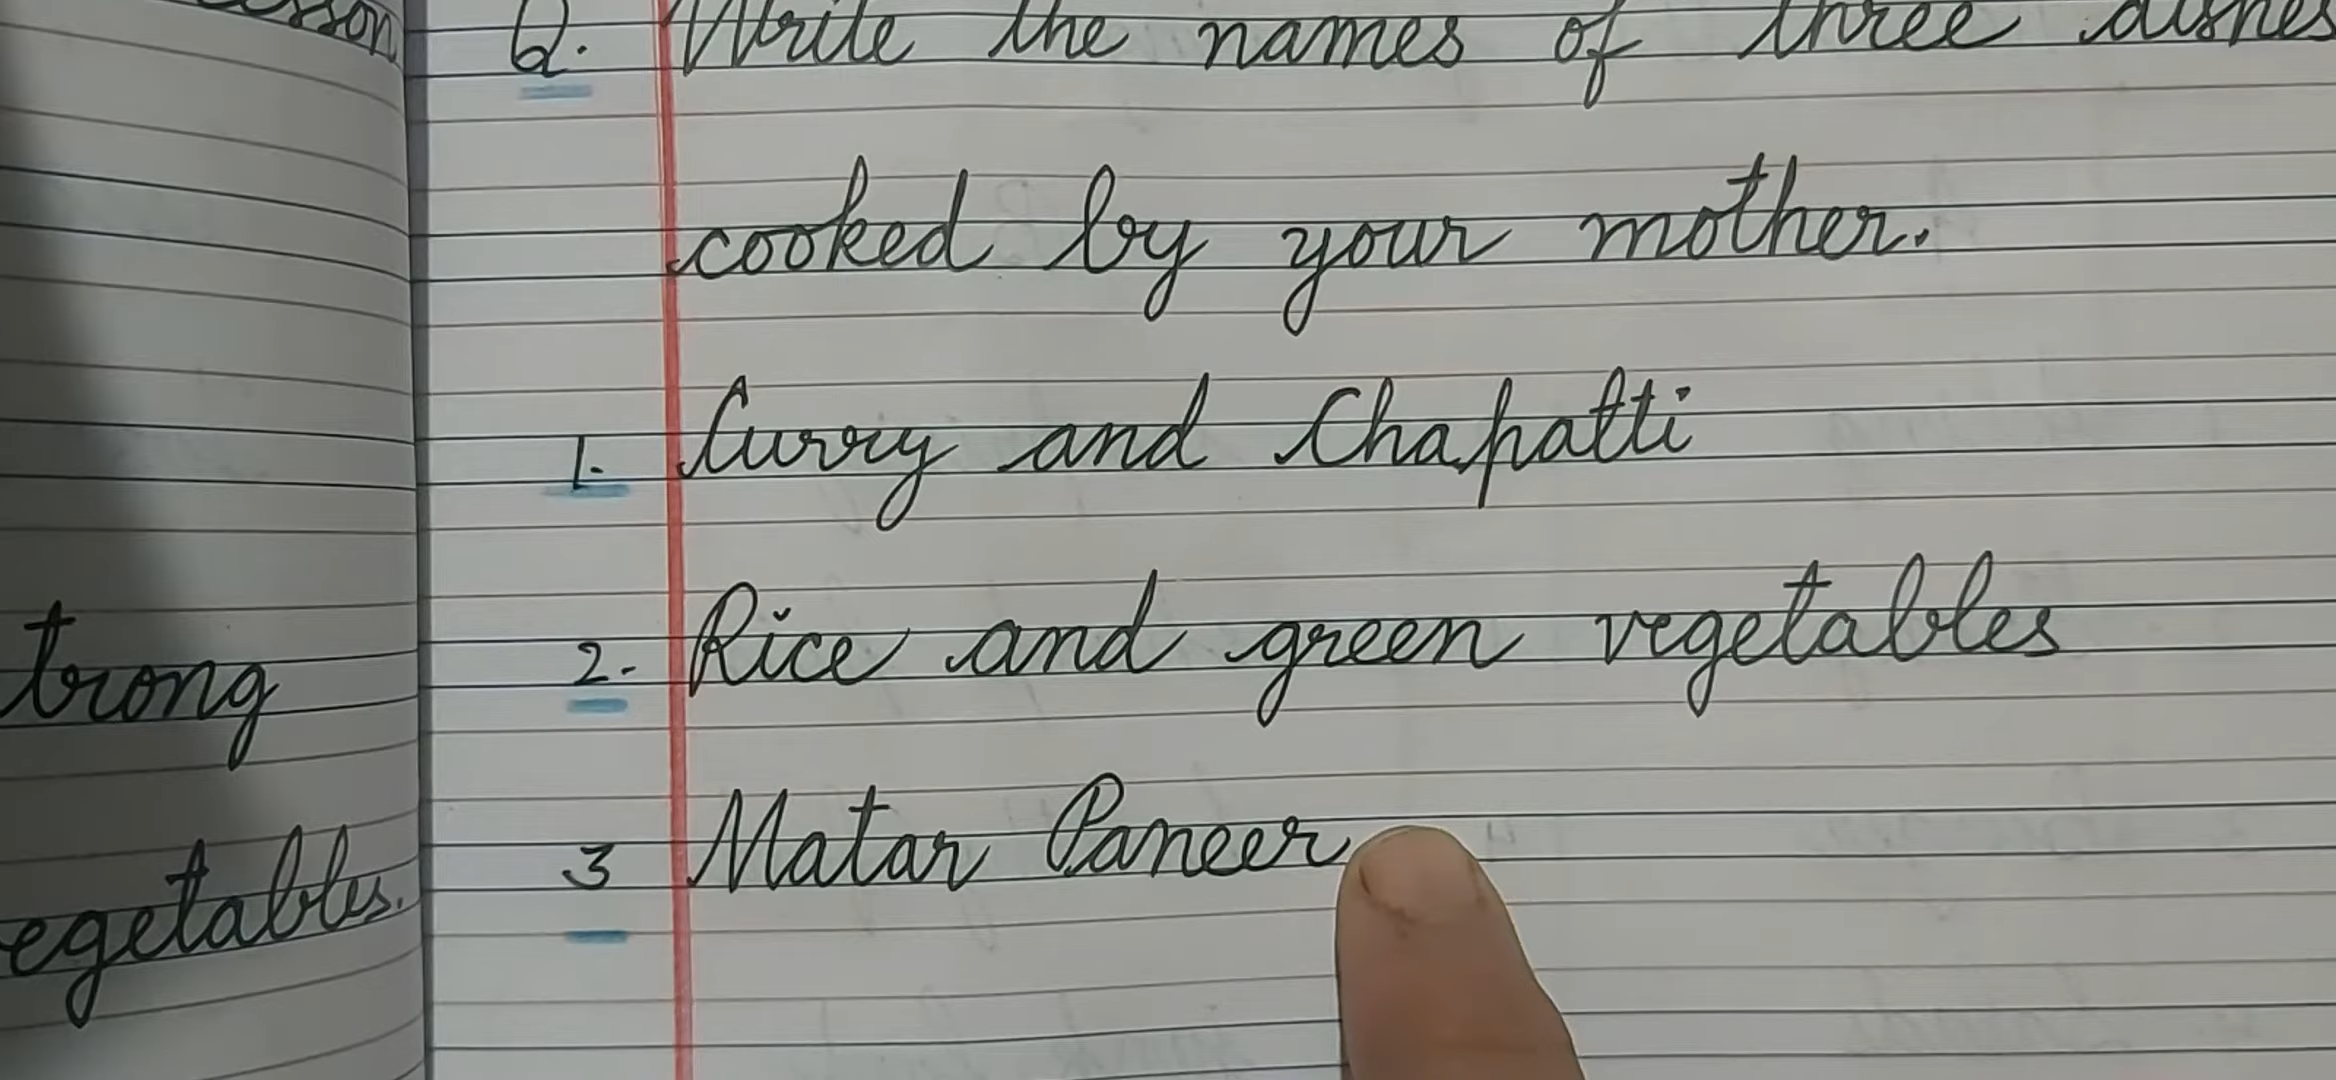 Q. Write the names of three dishes
cooked by your mother.
1. Curry and Chapatti
2. Rice and green vegetables
3 Matar Paneer
trong
egetables.